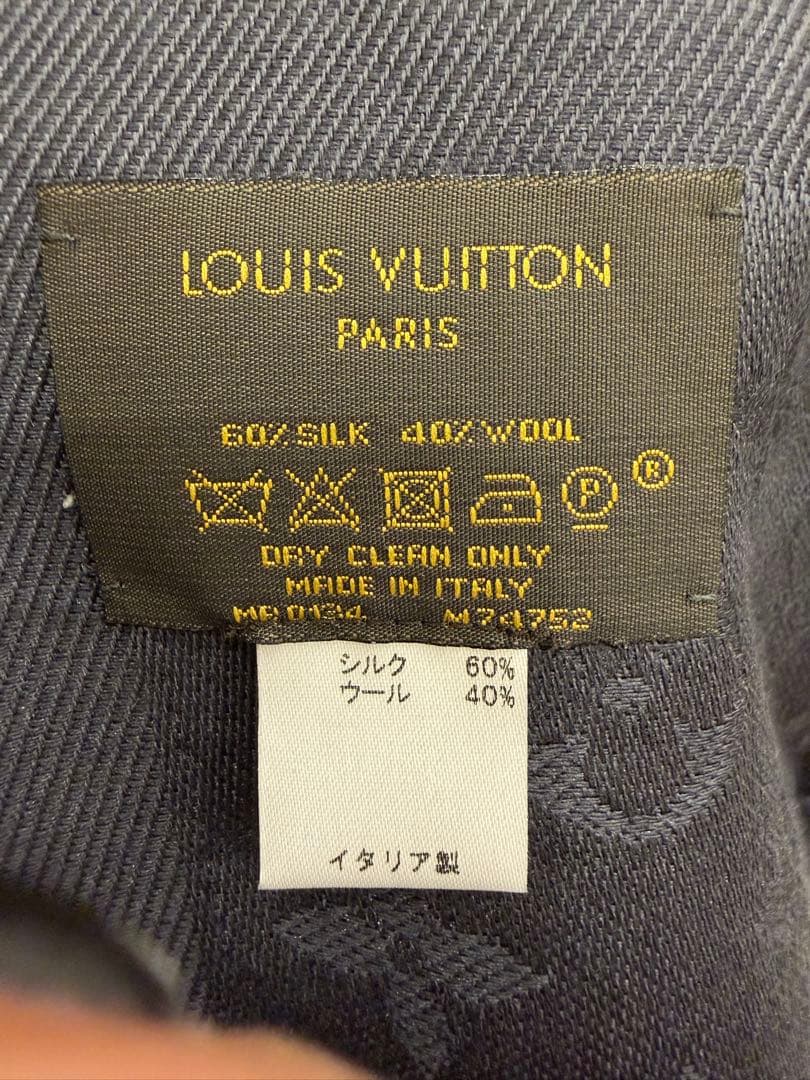 LOUIS VUITTON
PARIS
60% SILK 40% WOOL
P ®
DRY CLEAN ONLY
MADE IN ITALY
M74752
シルク 60%
ウール 40%
イタリア製